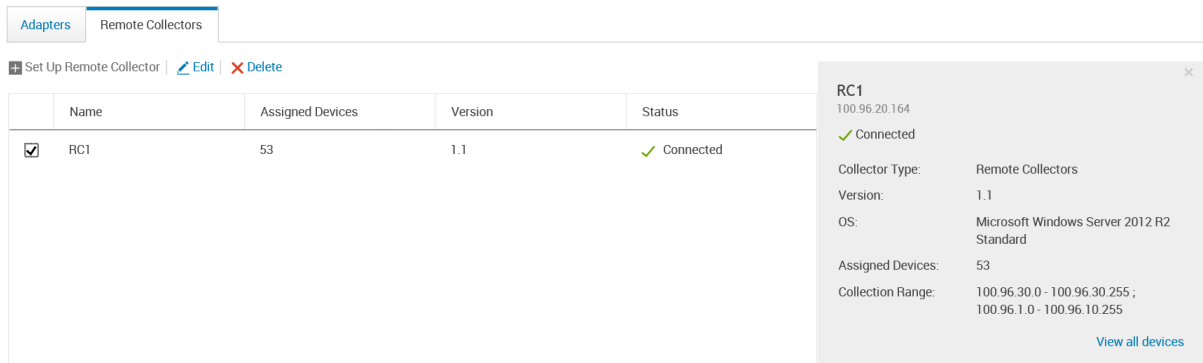 Adapters
Remote Collectors
Set Up Remote Collector Edit Delete
Name Assigned Devices Version Status
RC1 53 1.1 Connected
RC1
100.96.20.164
Connected
Collector Type: Remote Collectors
Version: 1.1
OS: Microsoft Windows Server 2012 R2
Standard
Assigned Devices: 53
Collection Range: 100.96.30.0 - 100.96.30.255 ;
100.96.1.0 - 100.96.10.255
View all devices